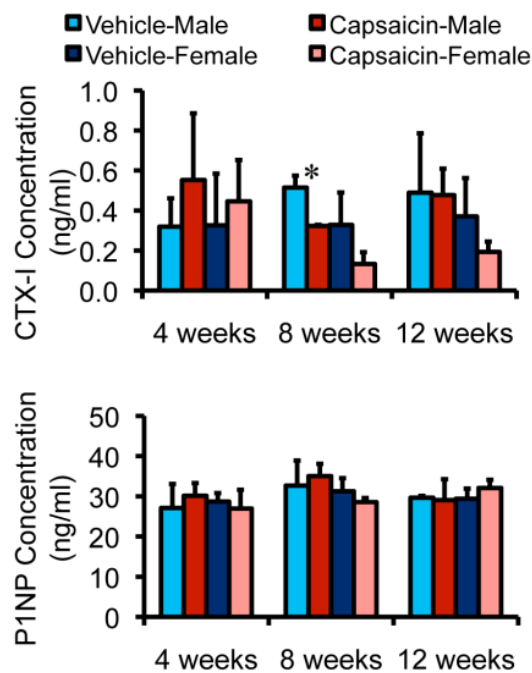 Vehicle-Male Capsaicin-Male
Vehicle-Female Capsaicin-Female
CTX-I Concentration
(ng/ml)
1.0
0.8
0.6
0.4
0.2
0.0
*
4 weeks 8 weeks 12 weeks
P1NP Concentration
(ng/ml)
50
40
30
20
10
0
4 weeks 8 weeks 12 weeks